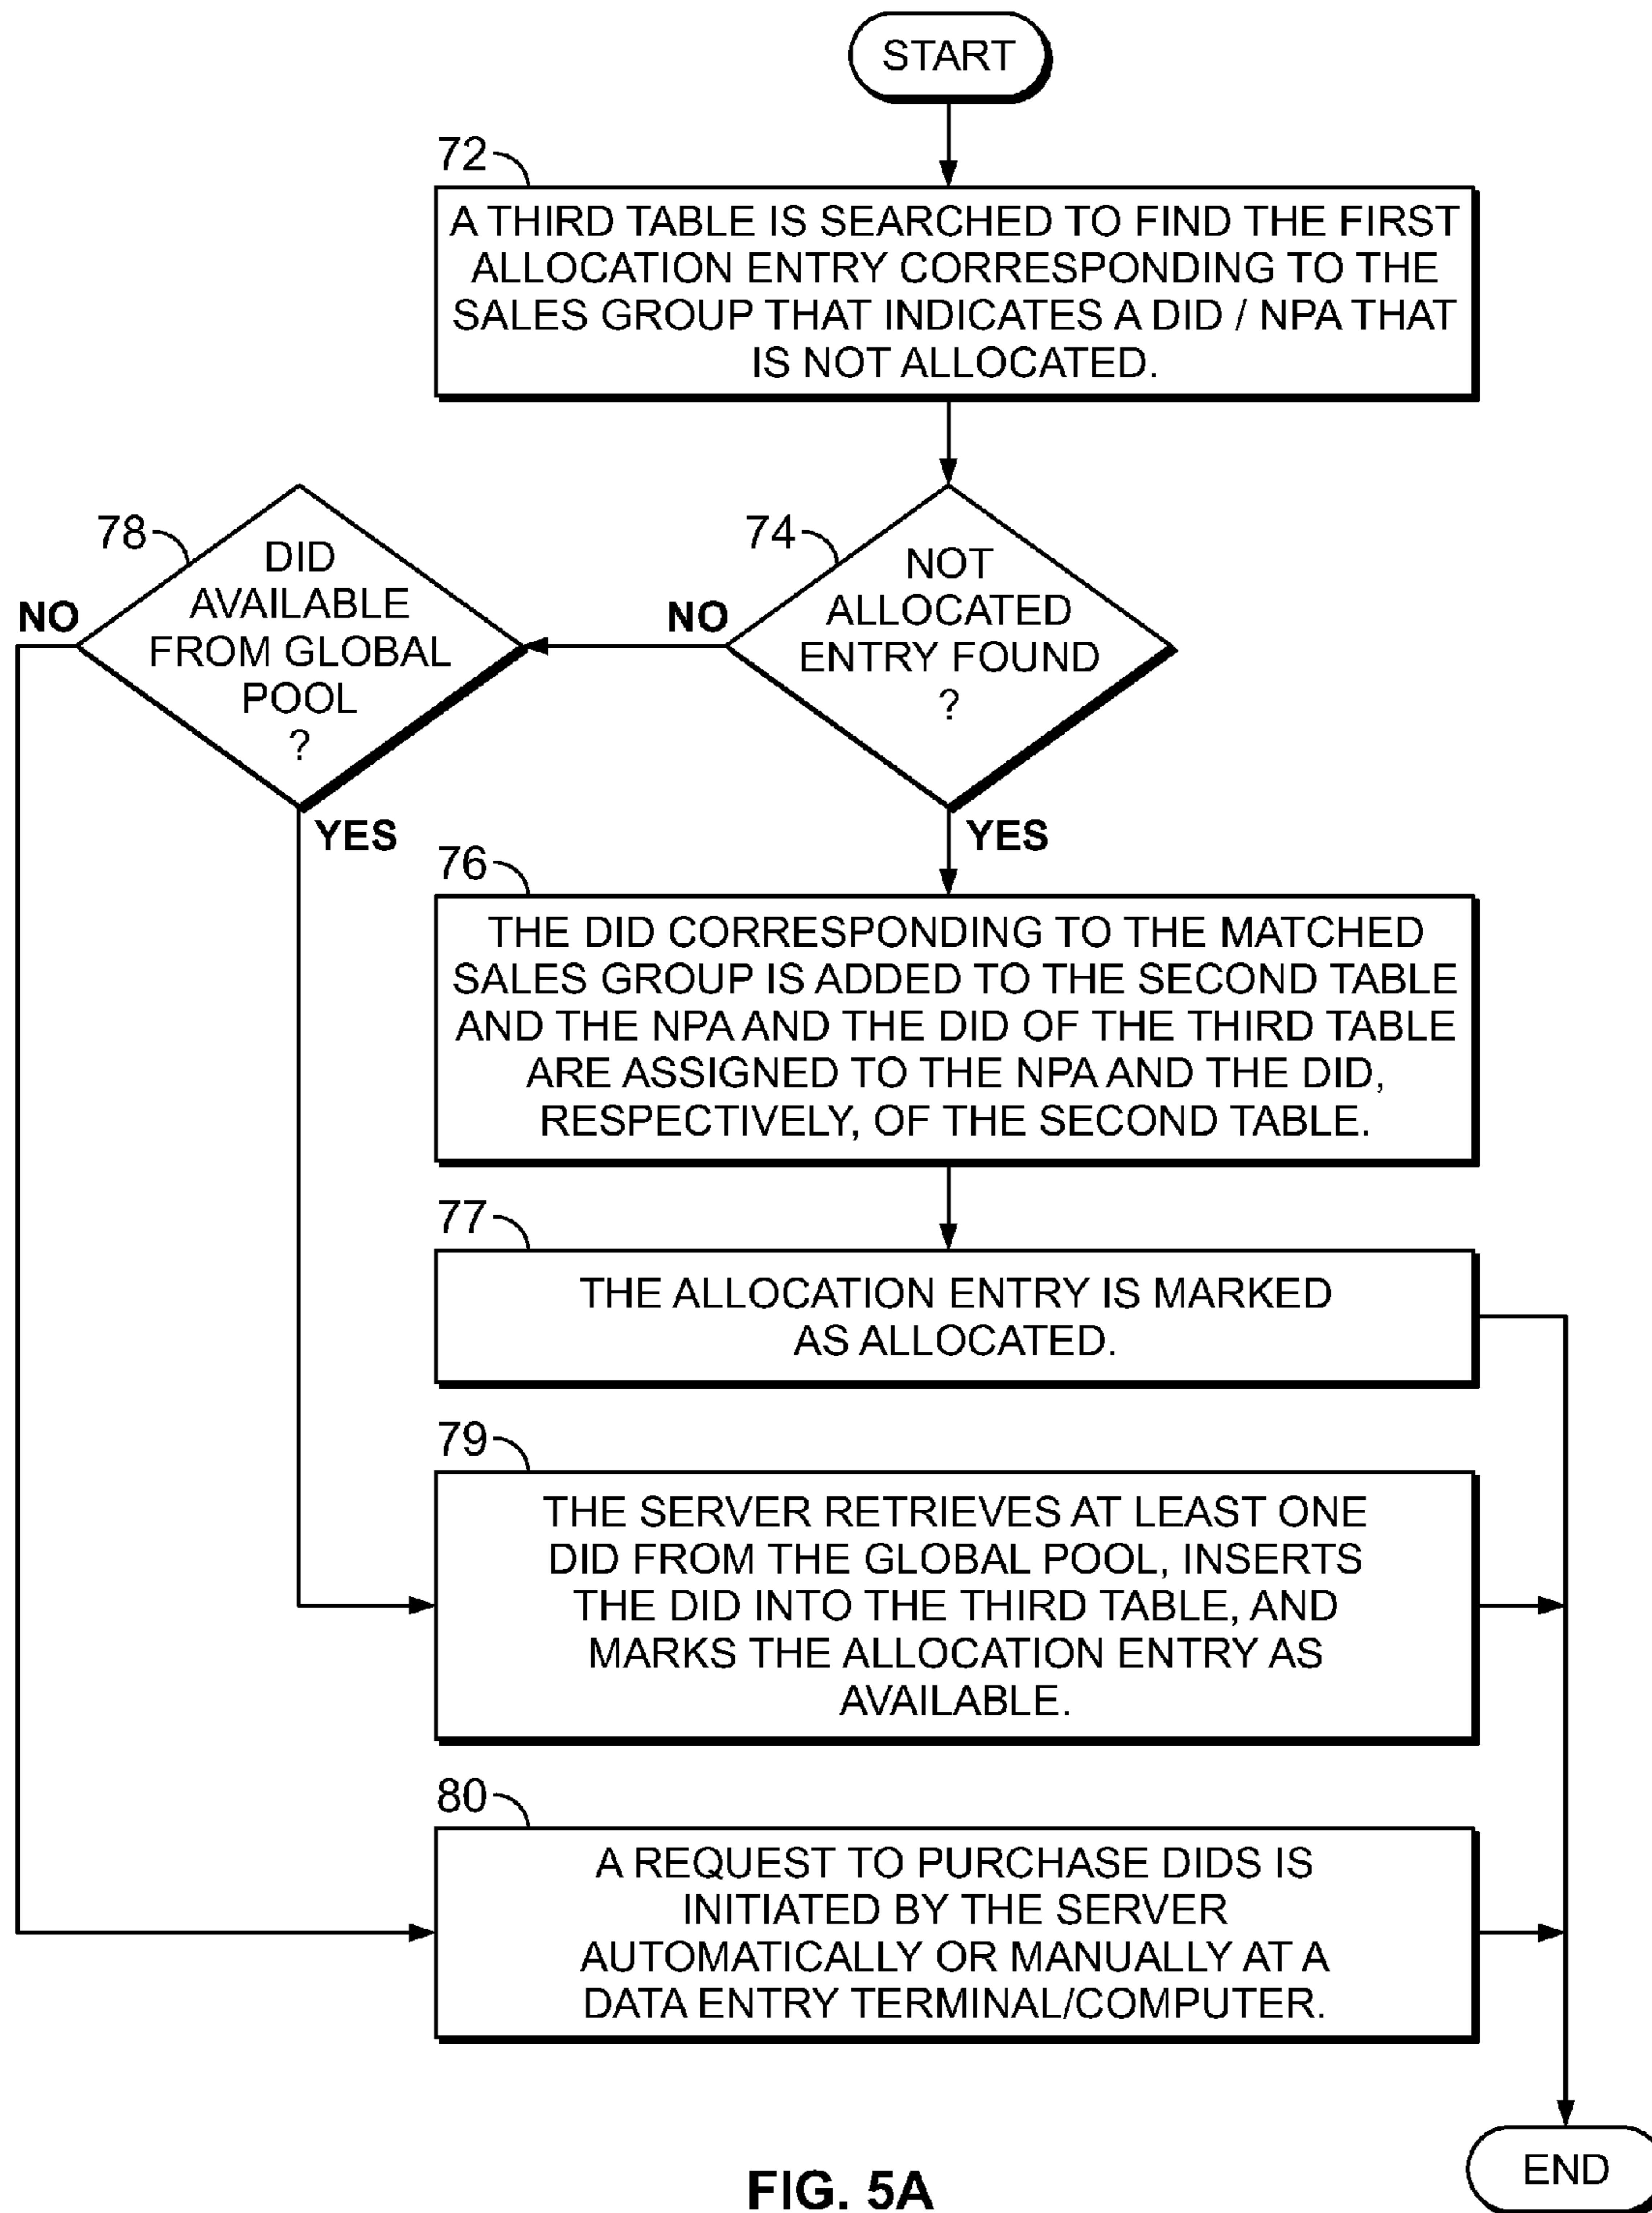 START
72
A THIRD TABLE IS SEARCHED TO FIND THE FIRST
ALLOCATION ENTRY CORRESPONDING TO THE
SALES GROUP THAT INDICATES A DID / NPA THAT
IS NOT ALLOCATED.
78
DID
AVAILABLE
FROM GLOBAL
POOL
?
NO
YES
74
NOT
ALLOCATED
ENTRY FOUND
?
NO
YES
76
THE DID CORRESPONDING TO THE MATCHED
SALES GROUP IS ADDED TO THE SECOND TABLE
AND THE NPA AND THE DID OF THE THIRD TABLE
ARE ASSIGNED TO THE NPA AND THE DID,
RESPECTIVELY, OF THE SECOND TABLE.
77
THE ALLOCATION ENTRY IS MARKED
AS ALLOCATED.
79
THE SERVER RETRIEVES AT LEAST ONE
DID FROM THE GLOBAL POOL, INSERTS
THE DID INTO THE THIRD TABLE, AND
MARKS THE ALLOCATION ENTRY AS
AVAILABLE.
80
A REQUEST TO PURCHASE DIDS IS
INITIATED BY THE SERVER
AUTOMATICALLY OR MANUALLY AT A
DATA ENTRY TERMINAL/COMPUTER.
END
FIG. 5A